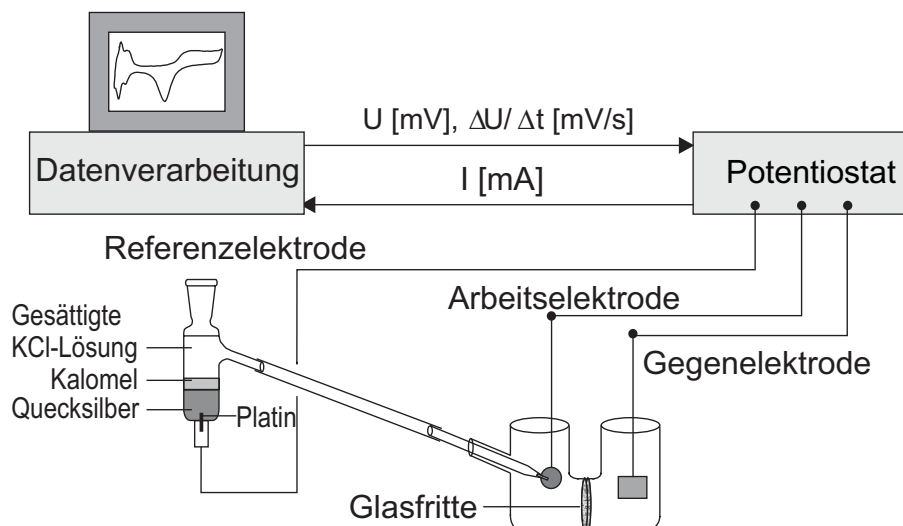 U [mV], ΔU/ Δt [mV/s]
Datenverarbeitung
I [mA]
Potentiostat
Referenzelektrode
Arbeitselektrode
Gegenelektrode
Gesättigte
KCl-Lösung
Kalomel
Quecksilber
Platin
Glasfritte